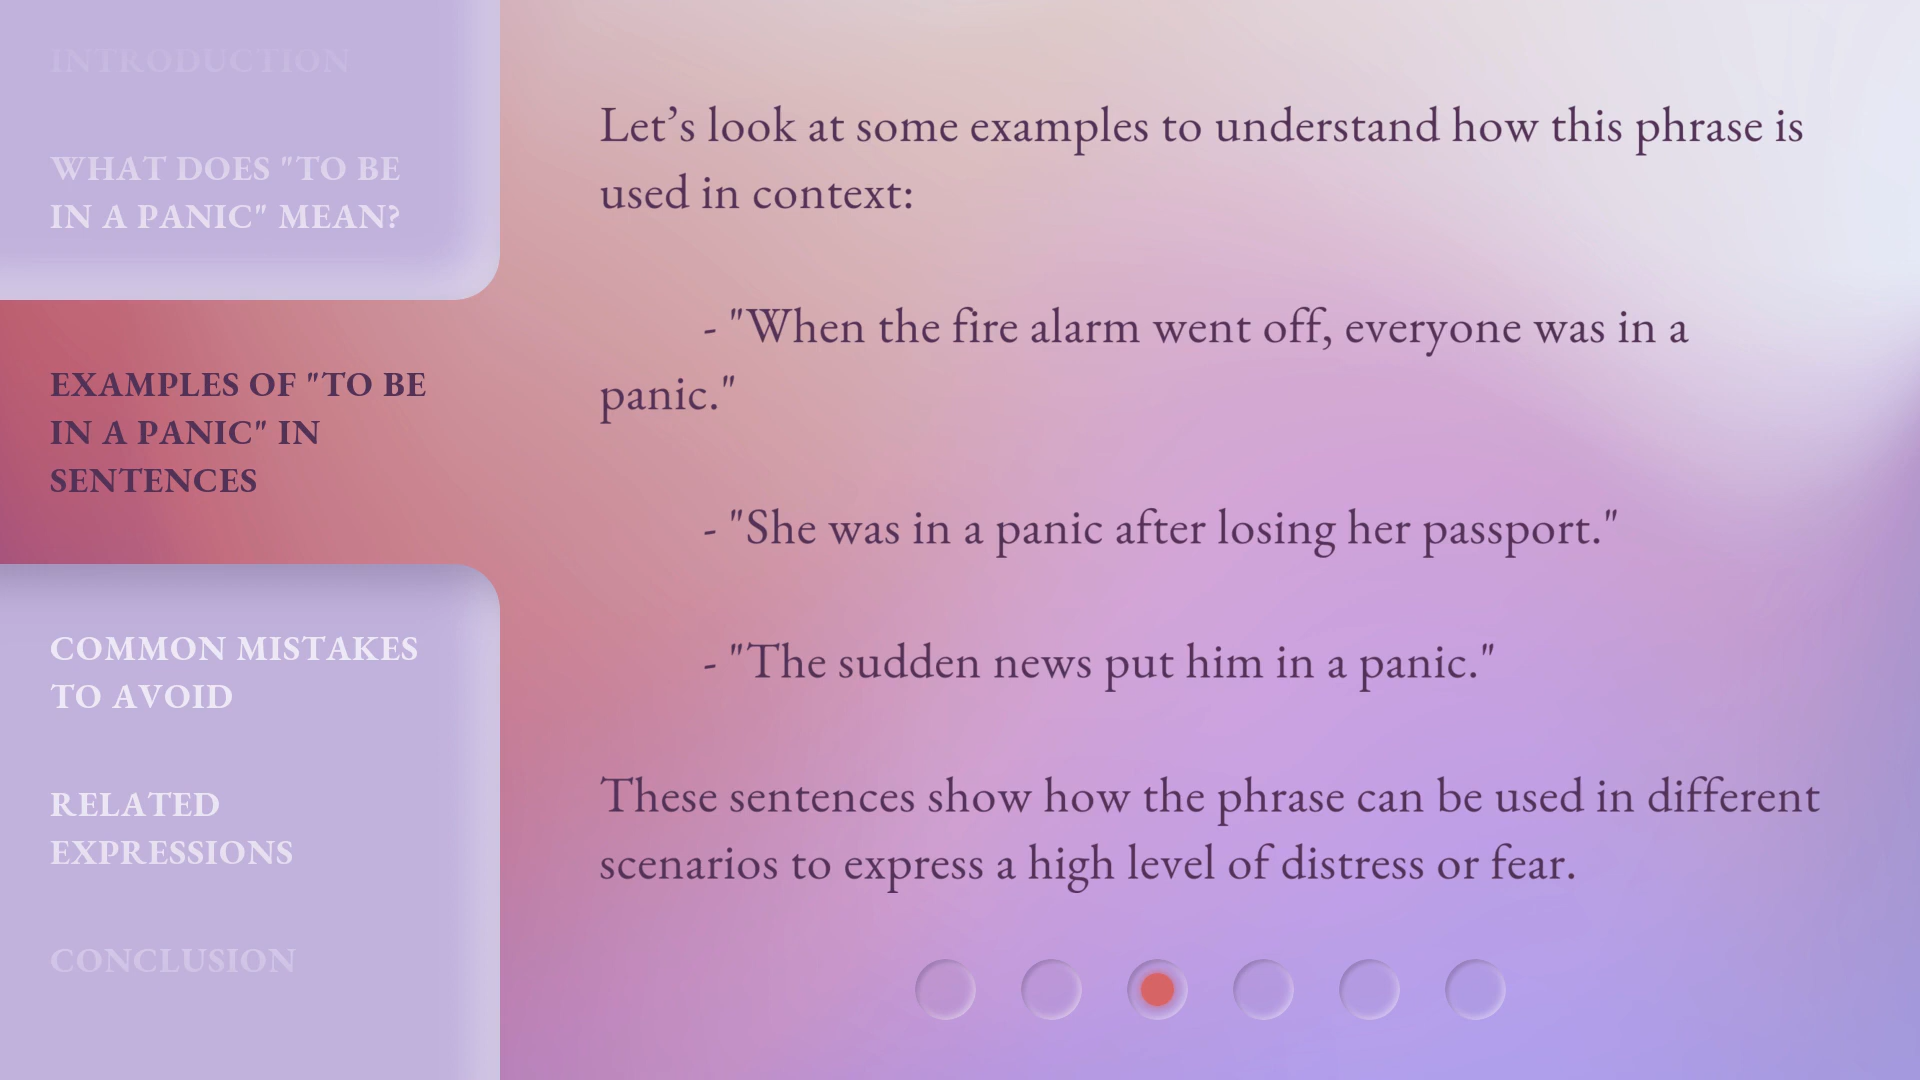 INTRODUCTION
WHAT DOES "TO BE
IN A PANIC" MEAN?
EXAMPLES OF "TO BE
IN A PANIC" IN
SENTENCES
COMMON MISTAKES
TO AVOID
RELATED
EXPRESSIONS
CONCLUSION
Let’s look at some examples to understand how this phrase is
used in context:
- "When the fire alarm went off, everyone was in a
panic."
- "She was in a panic after losing her passport."
- "The sudden news put him in a panic."
These sentences show how the phrase can be used in different
scenarios to express a high level of distress or fear.